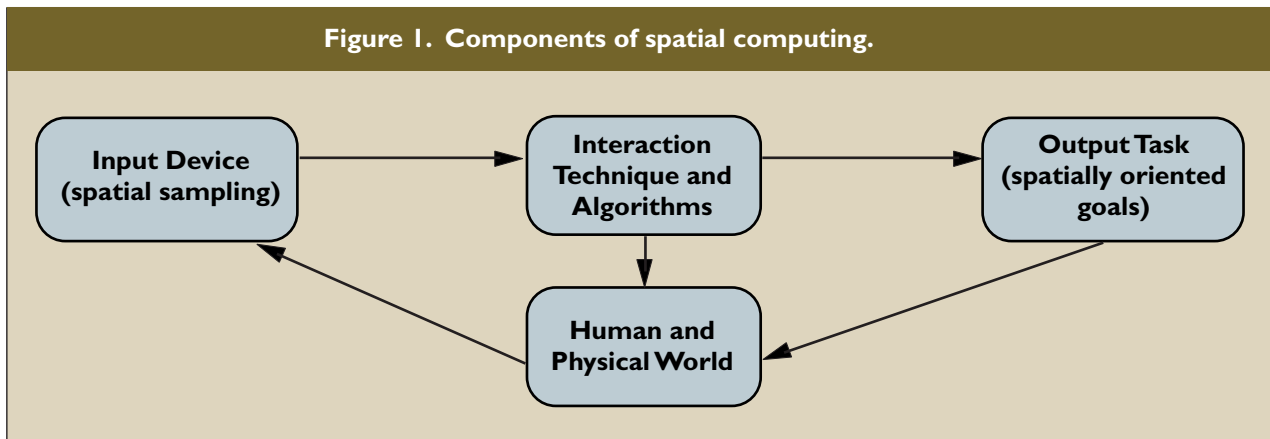 Figure 1. Components of spatial computing.
Input Device
(spatial sampling)
Interaction
Technique and
Algorithms
Output Task
(spatially oriented
goals)
Human and
Physical World